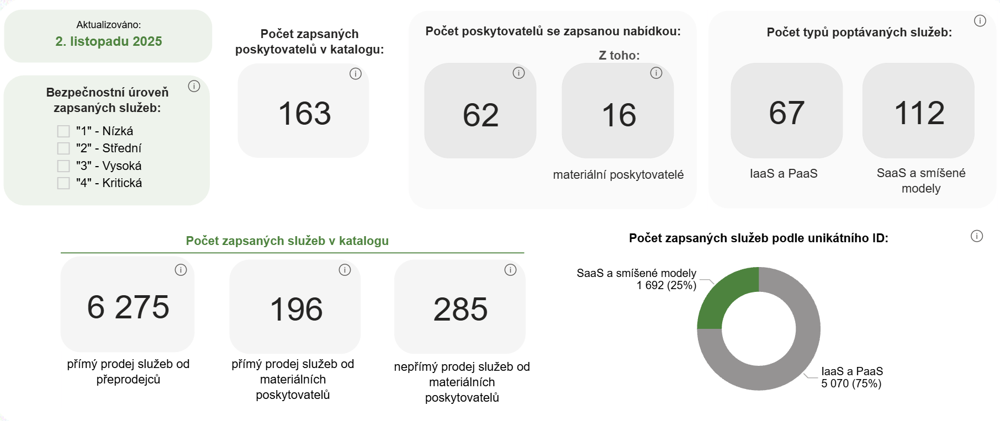 Aktualizováno:
2. listopadu 2025
Bezpečnostní úroveň
zapsaných služeb:
"1" - Nízká
"2" - Střední
"3" - Vysoká
"4" - Kritická
Počet zapsaných
poskytovatelů v katalogu:
163
Počet poskytovatelů se zapsanou nabídkou:
62
Z toho:
16
materiální poskytovatelé
Počet typů poptávaných služeb:
67
IaaS a PaaS
112
SaaS a smíšené
modely
Počet zapsaných služeb v katalogu
6 275
přímý prodej služeb od
přeprodejců
196
přímý prodej služeb od
materiálních
poskytovatelů
285
nepřímý prodej služeb od
materiálních
poskytovatelů
Počet zapsaných služeb podle unikátního ID:
SaaS a smíšené modely
1 692 (25%)
IaaS a PaaS
5 070 (75%)